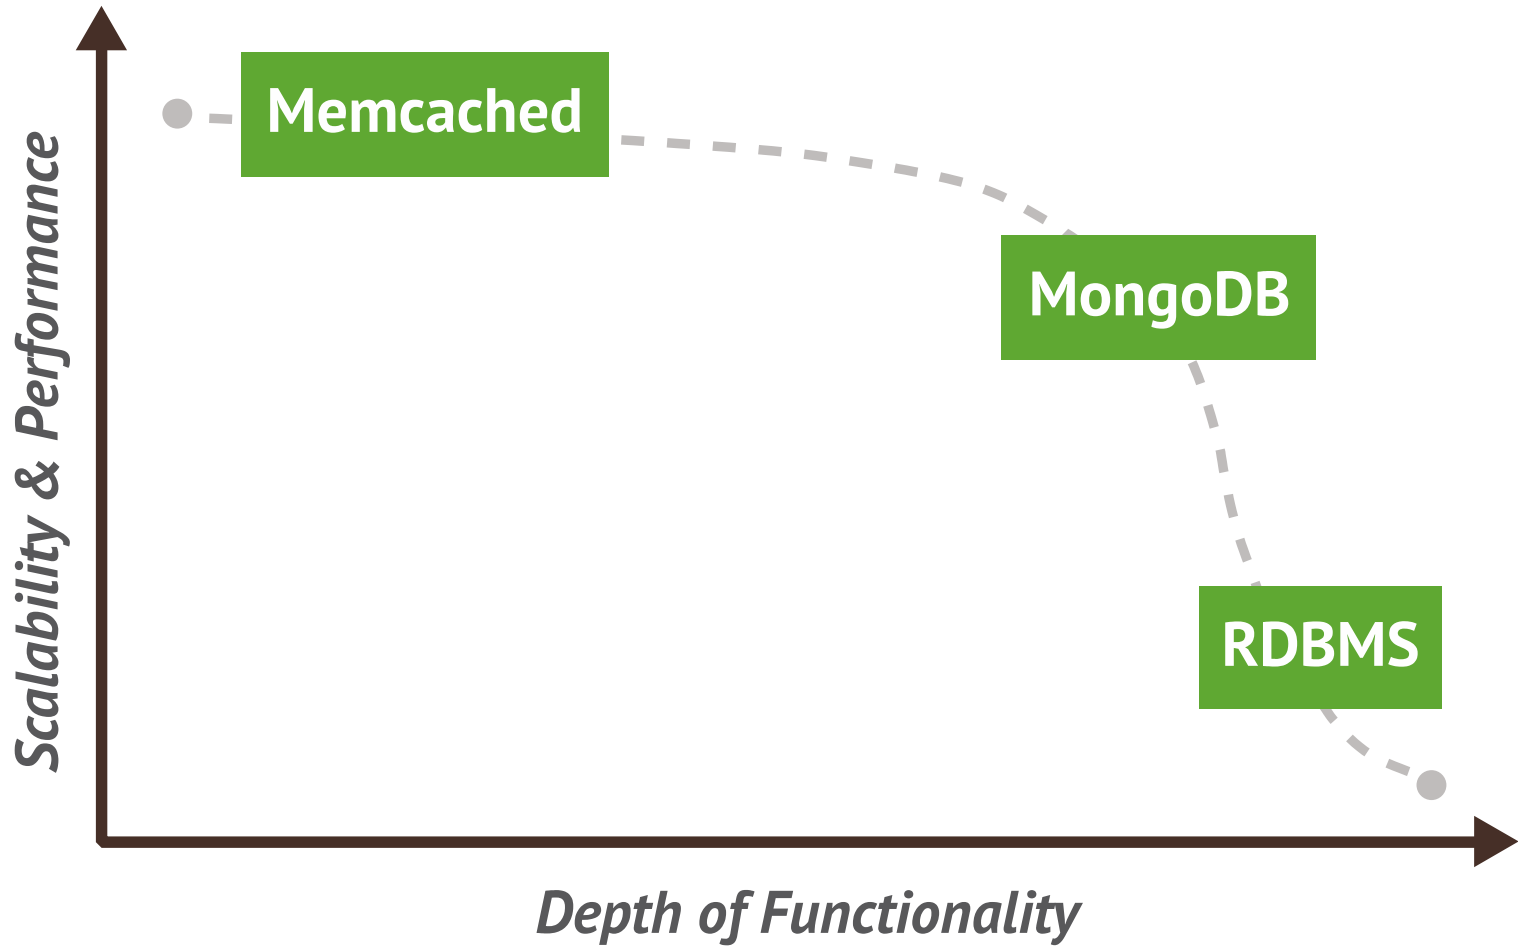 Memcached
MongoDB
RDBMS
Scalability & Performance
Depth of Functionality